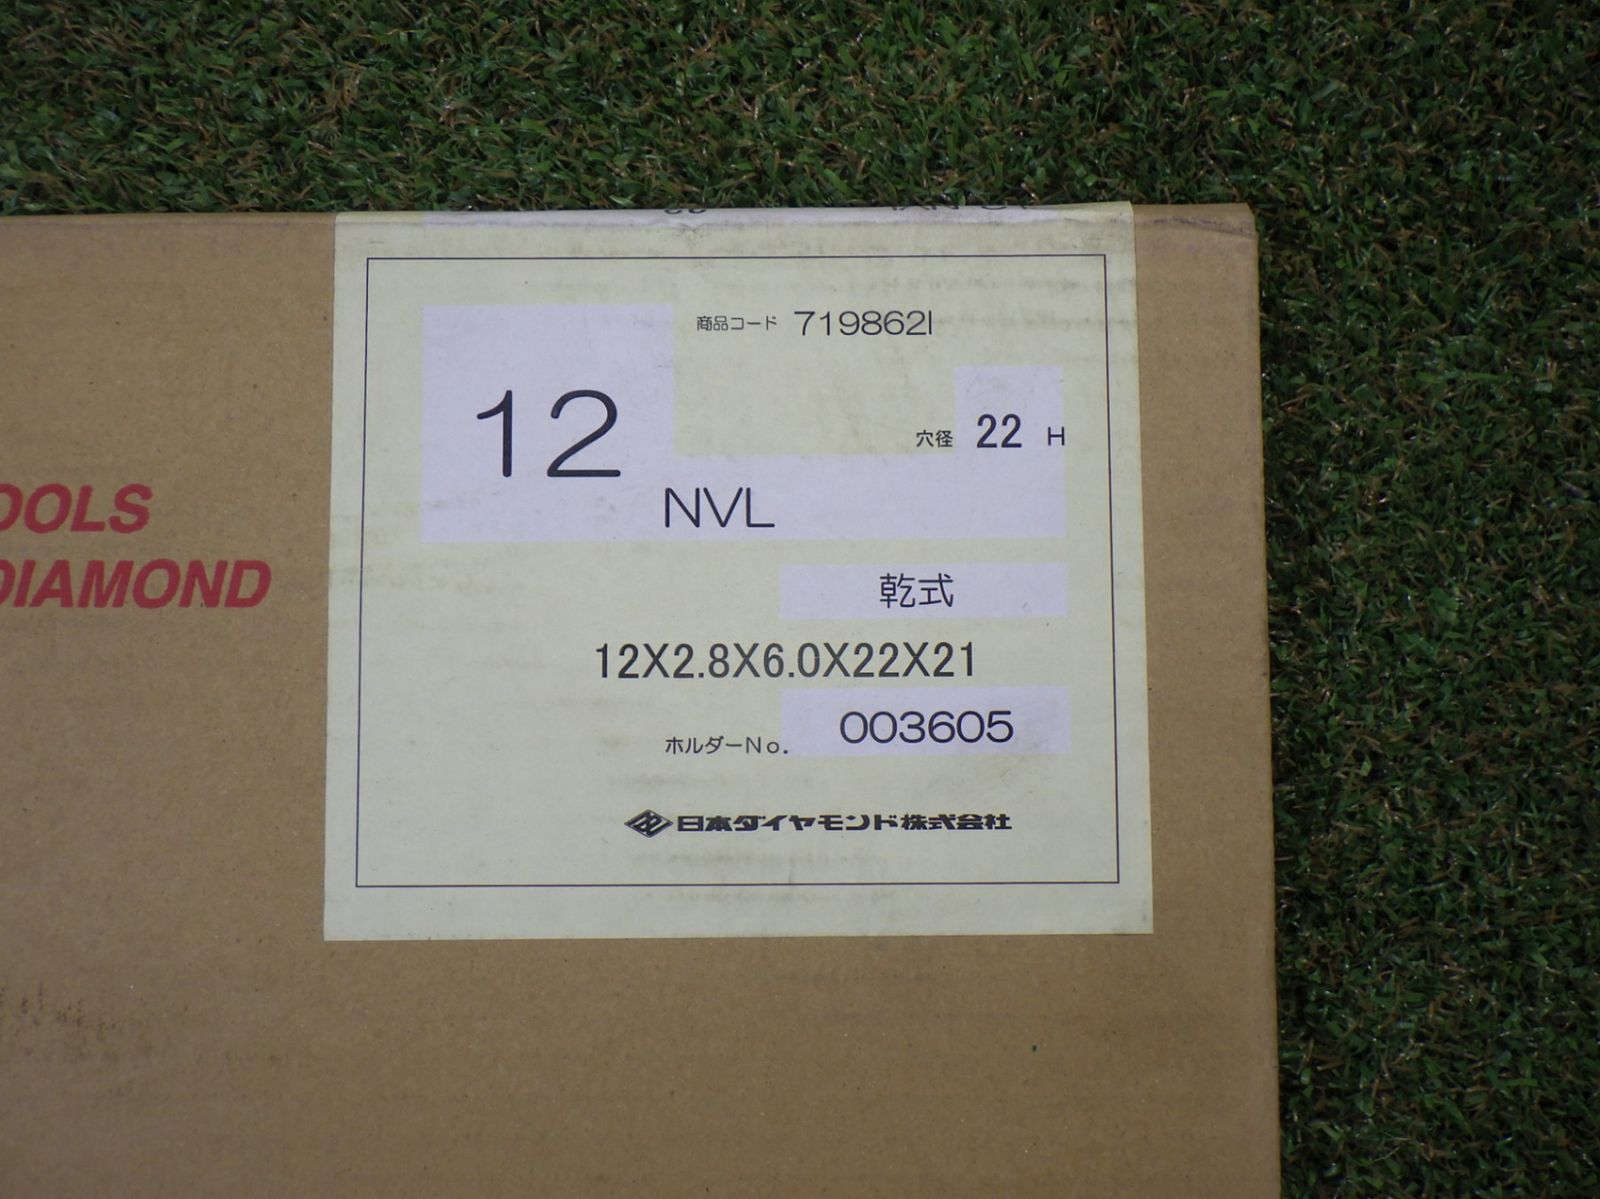 商品コード 719862I
12
穴径 22 H
NVL
乾式
12X2.8X6.0X22X21
ホルダーNo. 003605
日本ダイヤモンド株式会社
OOLS
DIAMOND